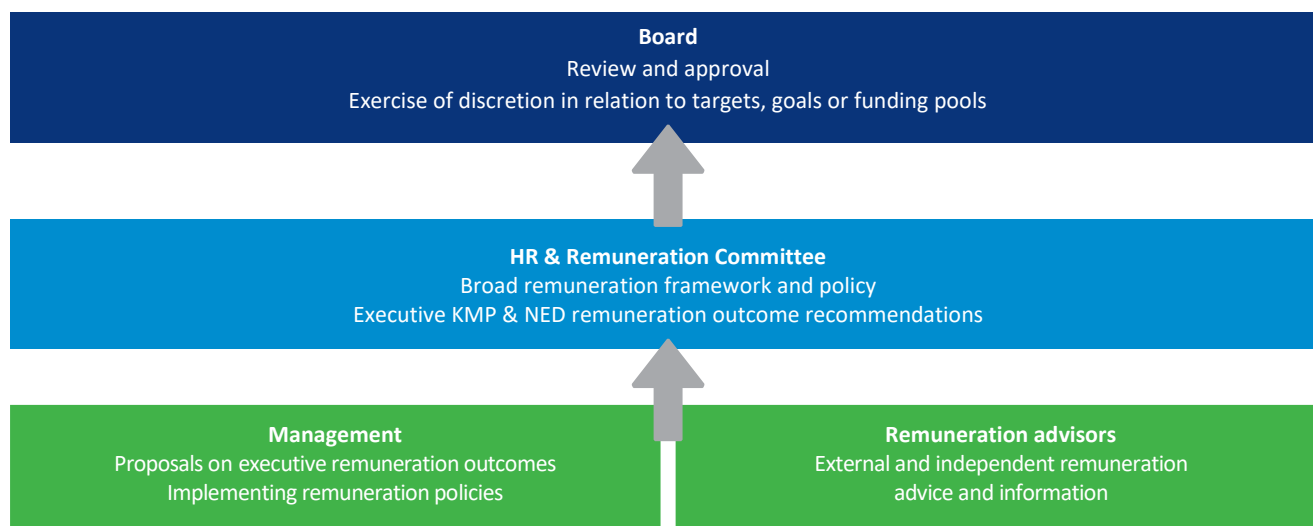 Board
Review and approval
Exercise of discretion in relation to targets, goals or funding pools
HR & Remuneration Committee
Broad remuneration framework and policy
Executive KMP & NED remuneration outcome recommendations
Management
Proposals on executive remuneration outcomes
Implementing remuneration policies
Remuneration advisors
External and independent remuneration
advice and information